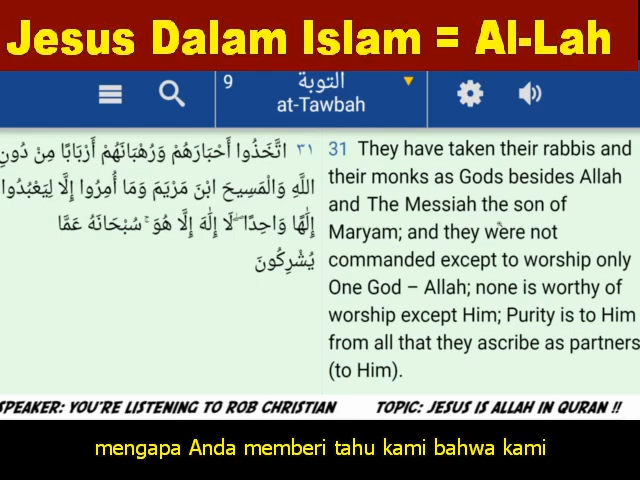 Jesus Dalam Islam = Al-Lah
9
التوبة
at-Tawbah
٣١ اتَّخَذُوا أَحْبَارَهُمْ وَرُهْبَانَهُمْ أَرْبَابًا مِنْ دُونِ
اللَّهِ وَالْمَسِيحَ ابْنَ مَرْيَمَ وَمَا أُمِرُوا إِلَّا لِيَعْبُدُوا
إِلَٰهًا وَاحِدًا ۖ لَا إِلَٰهَ إِلَّا هُوَ ۚ سُبْحَانَهُ عَمَّا
يُشْرِكُونَ
31 They have taken their rabbis and
their monks as Gods besides Allah
and The Messiah the son of
Maryam; and they were not
commanded except to worship only
One God – Allah; none is worthy of
worship except Him; Purity is to Him
from all that they ascribe as partners
(to Him).
SPEAKER: YOU'RE LISTENING TO ROB CHRISTIAN
TOPIC: JESUS IS ALLAH IN QURAN !!
mengapa Anda memberi tahu kami bahwa kami